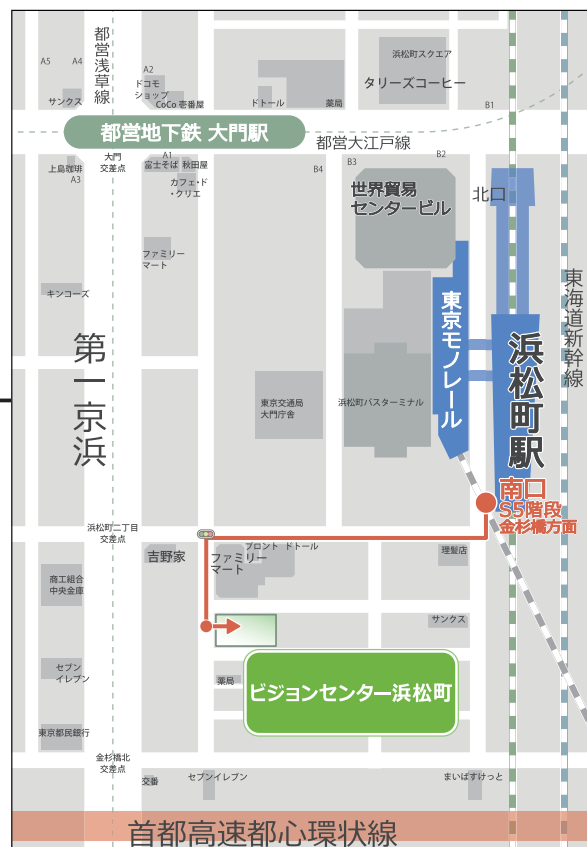 都営浅草線
A5
A4
A2
サンクス
ドコモ
ショップ
CoCo 壱番屋
ドトール
薬局
浜松町スクエア
タリーズコーヒー
B1
都営地下鉄 大門駅
都営大江戸線
大門
交差点
上島珈琲
A3
A1
富士そば
秋田屋
カフェ・ド
・クリエ
B4
B3
B2
世界貿易
センタービル
北口
ファミリー
マート
キンコーズ
第一京浜
東京モノレール
東海道新幹線
浜松町駅
東京交通局
大門庁舎
浜松町バスターミナル
南口
S5階段
金杉橋方面
浜松町二丁目
交差点
吉野家
ファミリー
マート
プロント
ドトール
理髪店
商工組合
中央金庫
サンクス
セブン
イレブン
薬局
ビジョンセンター浜松町
東京都民銀行
金杉橋北
交差点
交番
セブンイレブン
まいばすけっと
首都高速都心環状線